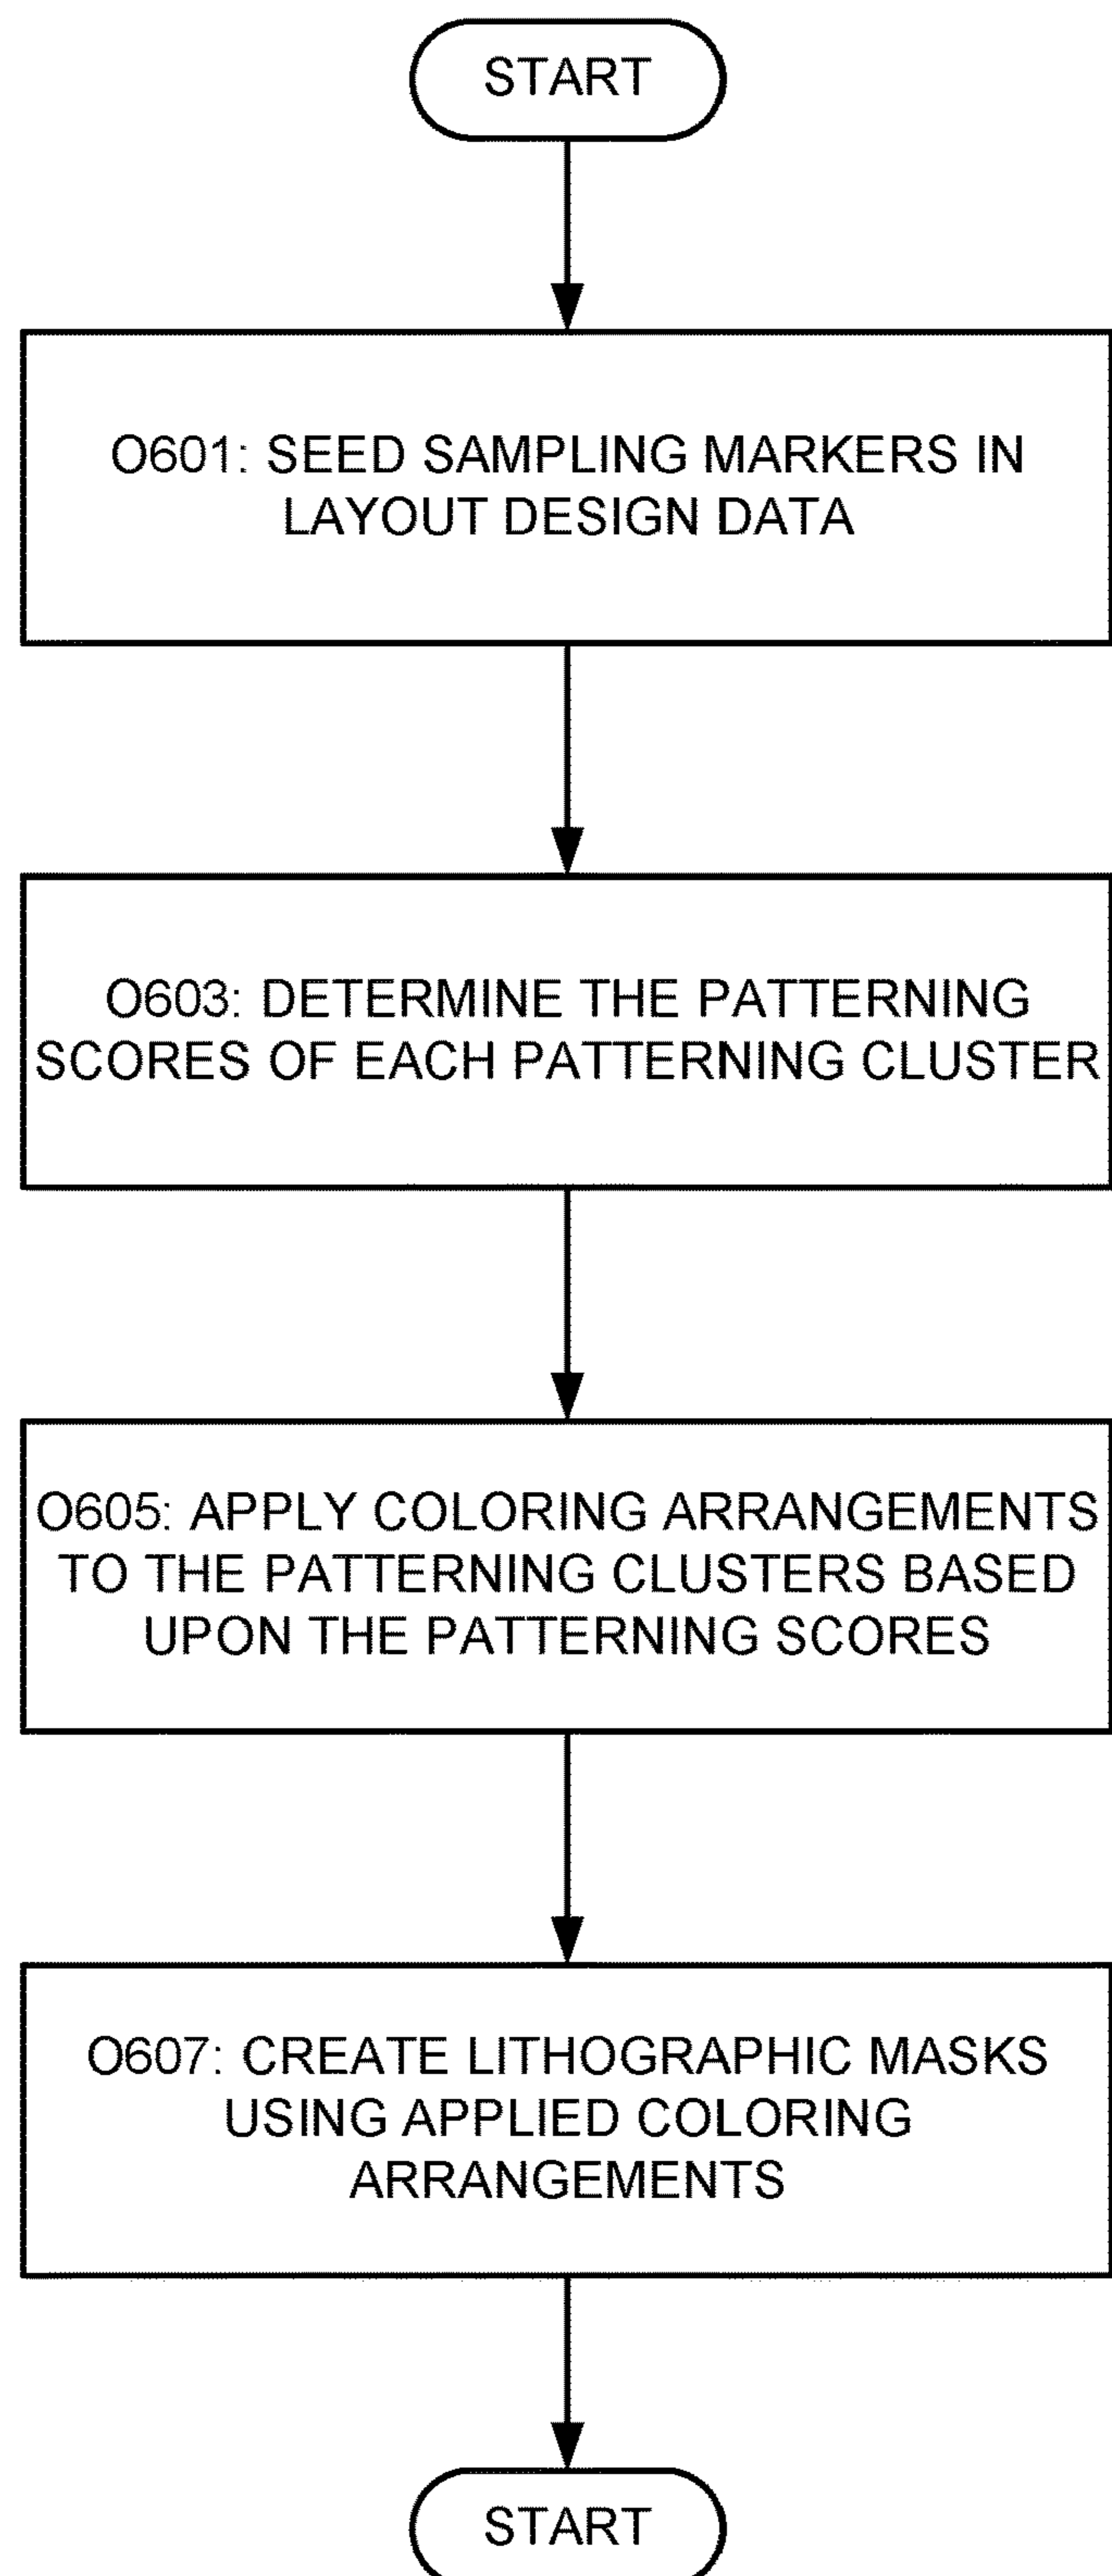 START
O601: SEED SAMPLING MARKERS IN
LAYOUT DESIGN DATA
O603: DETERMINE THE PATTERNING
SCORES OF EACH PATTERNING CLUSTER
O605: APPLY COLORING ARRANGEMENTS
TO THE PATTERNING CLUSTERS BASED
UPON THE PATTERNING SCORES
O607: CREATE LITHOGRAPHIC MASKS
USING APPLIED COLORING
ARRANGEMENTS
START